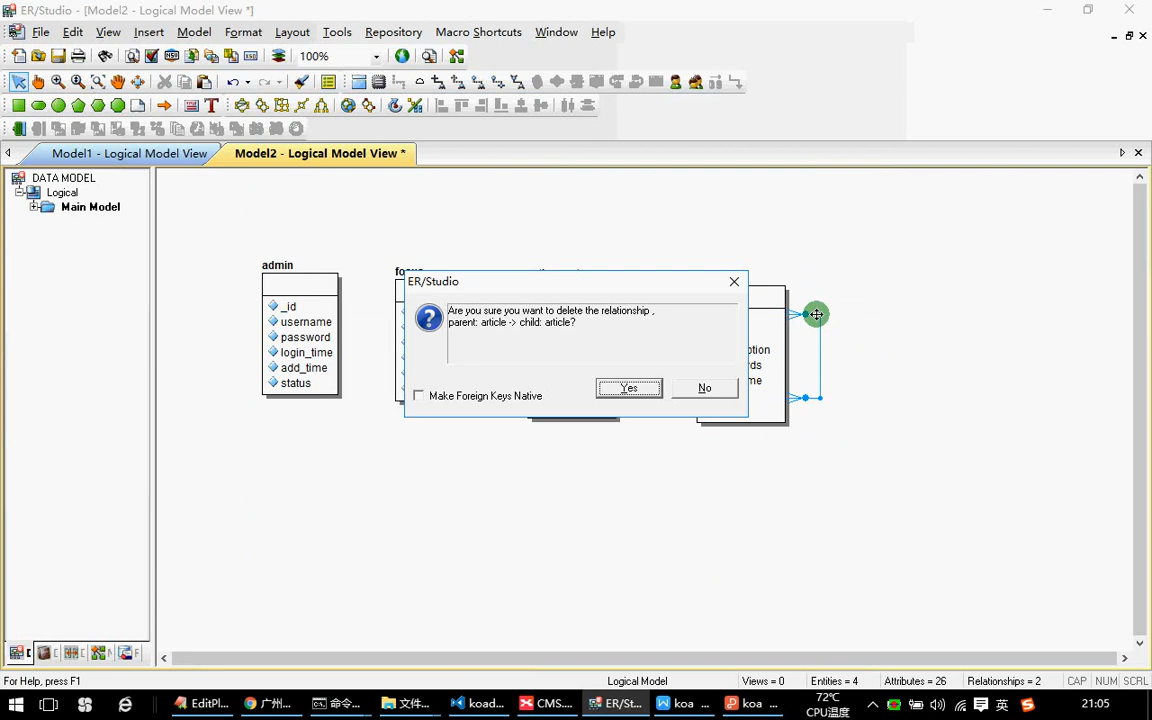 ER/Studio - [Model2 - Logical Model View *]
File Edit View Insert Model Format Layout Tools Repository Macro Shortcuts Window Help
100%
Model1 - Logical Model View
Model2 - Logical Model View *
DATA MODEL
Logical
Main Model
admin
_id
username
password
login_time
add_time
status
ER/Studio
Are you sure you want to delete the relationship ,
parent: article -> child: article?
Make Foreign Keys Native
Yes
No
For Help, press F1
Logical Model
Views = 0
Entities = 4
Attributes = 26
Relationships = 2
CAP NUM SCRL
EditPl...
广州...
命令...
文件...
koad...
CMS...
ER/St...
koa ...
koa ...
72℃
CPU温度
英
21:05